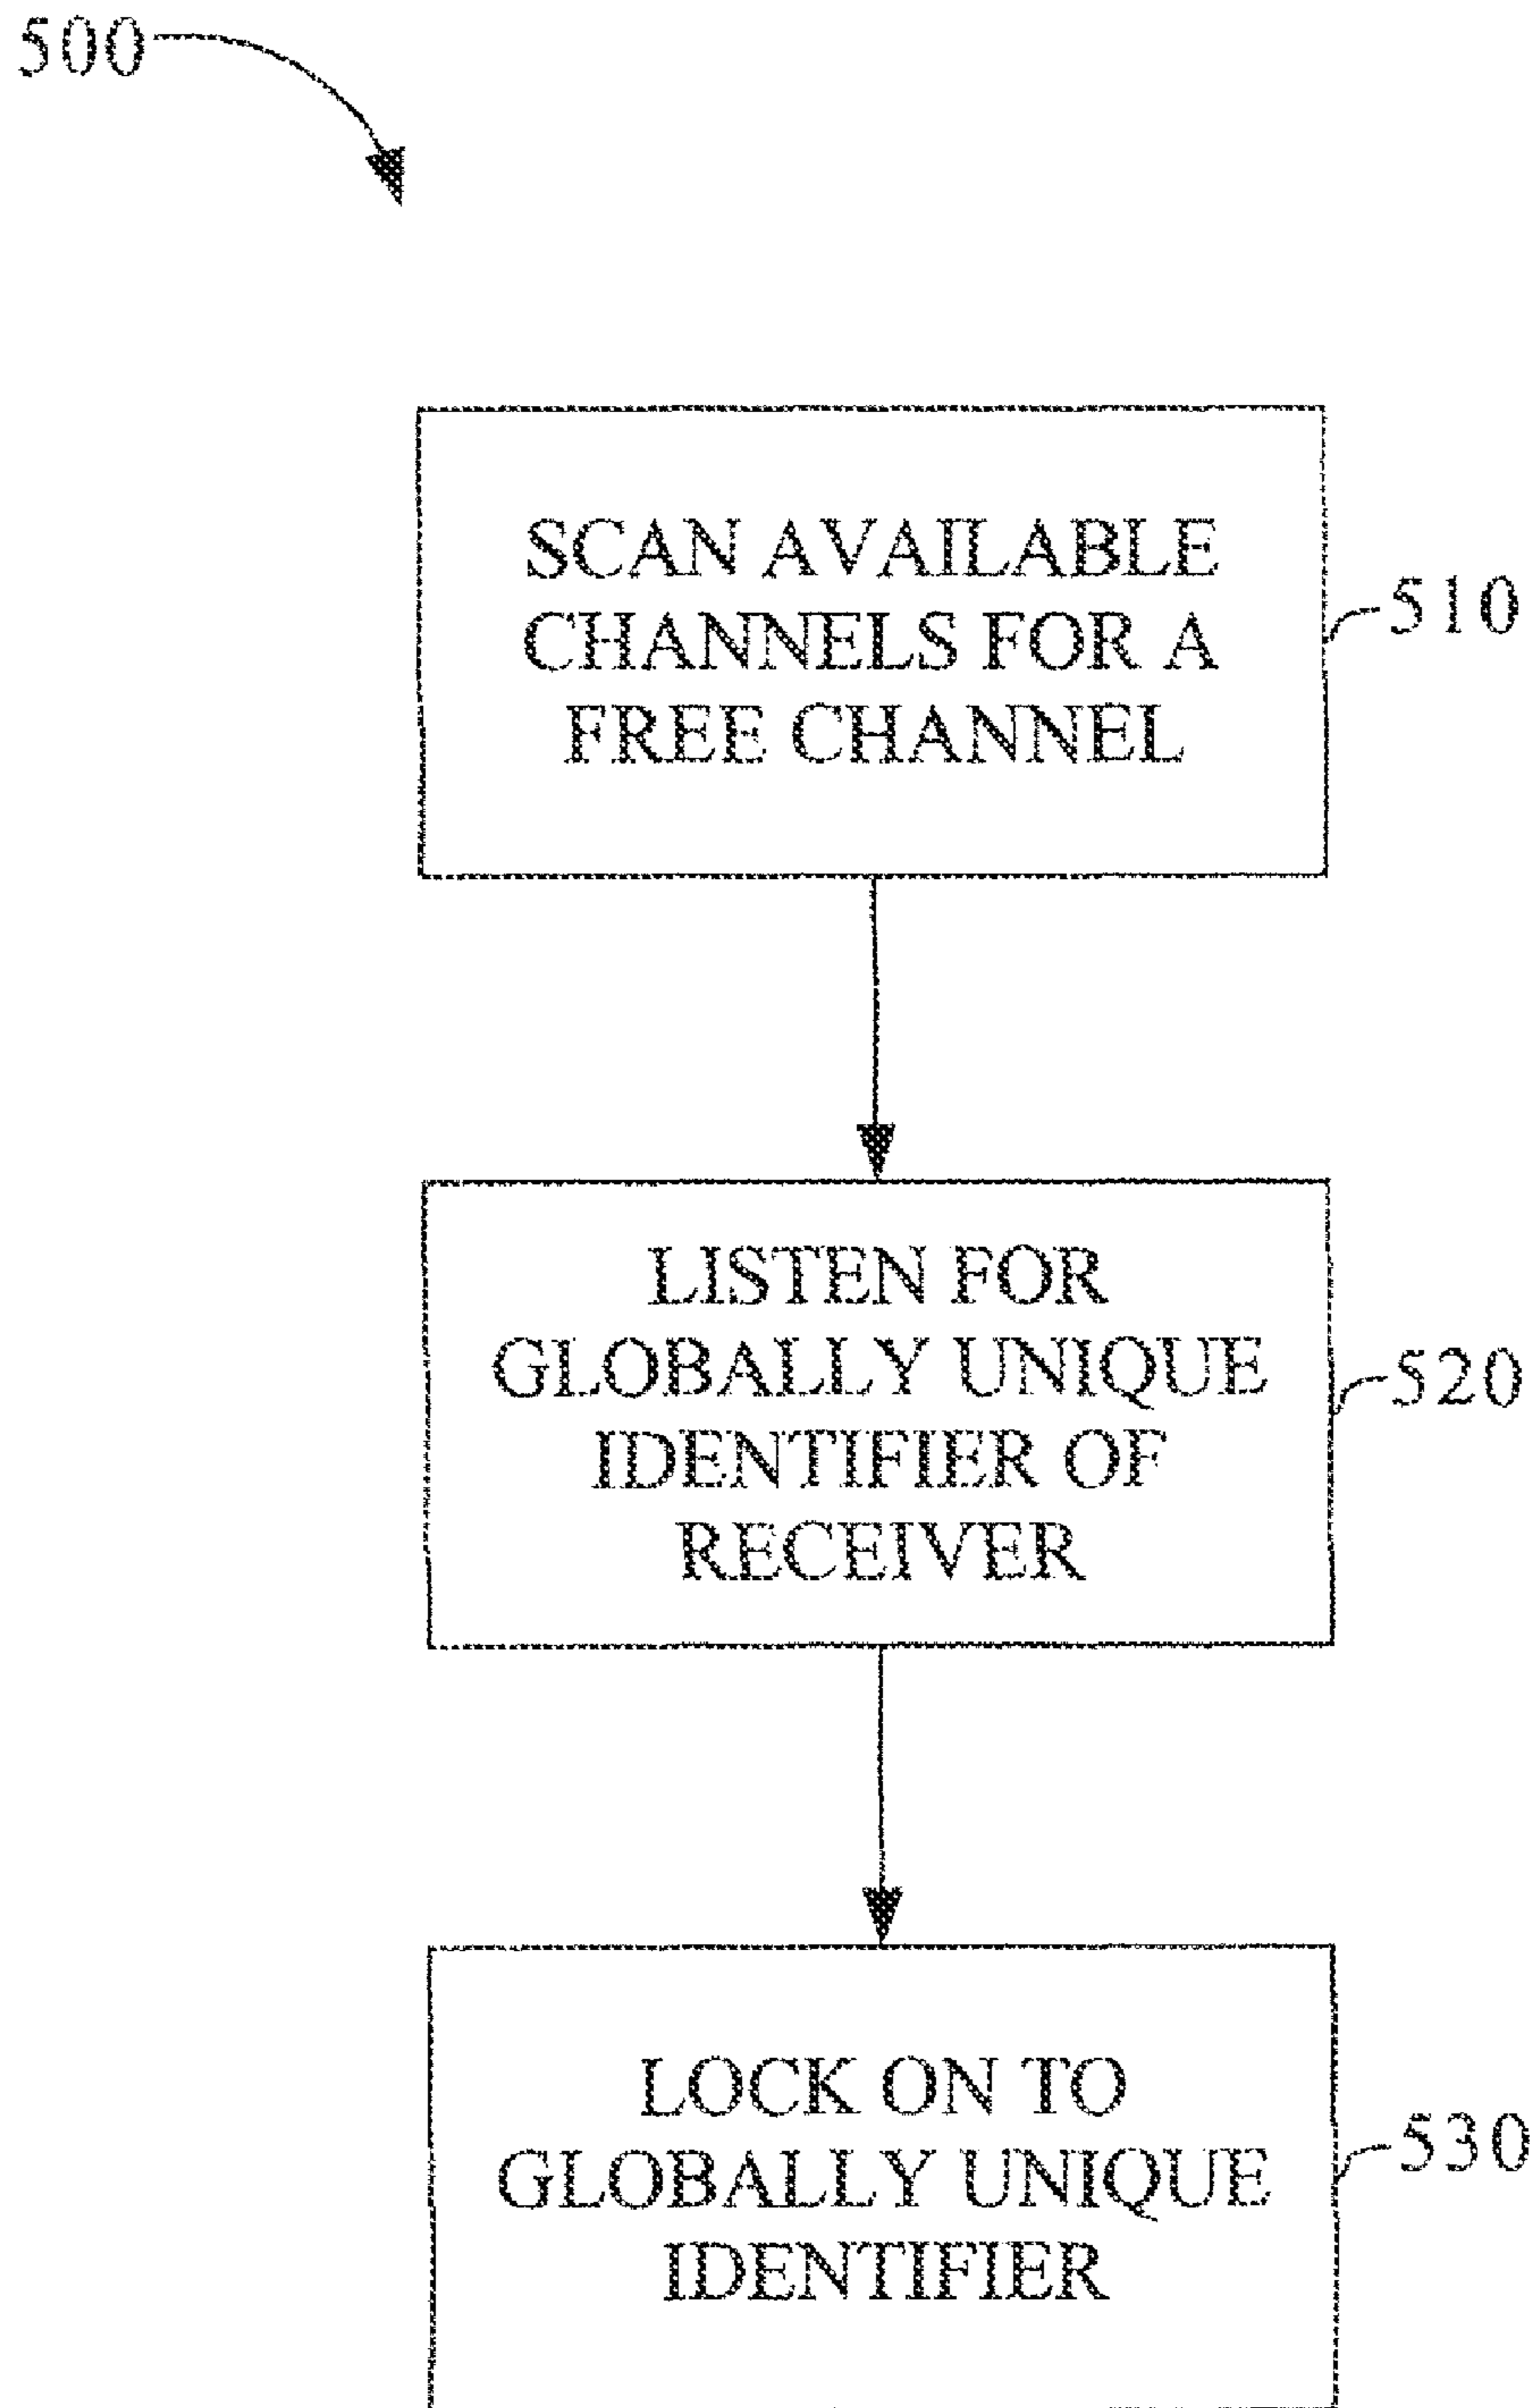 500
SCAN AVAILABLE
CHANNELS FOR A
FREE CHANNEL
510
LISTEN FOR
GLOBALLY UNIQUE
IDENTIFIER OF
RECEIVER
520
LOCK ON TO
GLOBALLY UNIQUE
IDENTIFIER
530